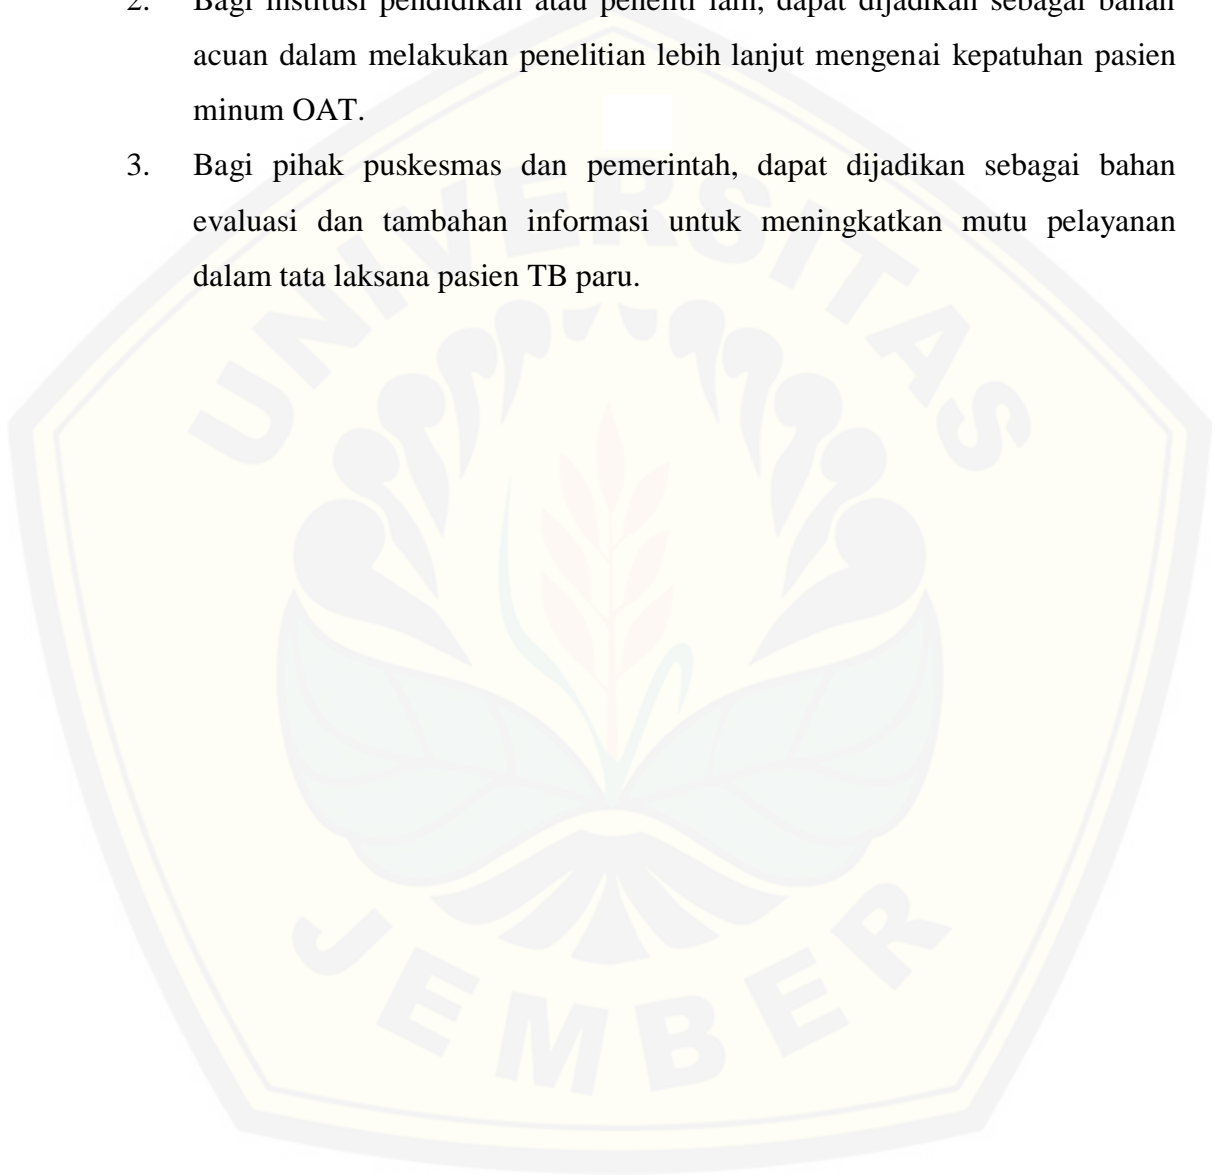 2. Bagi institusi pendidikan atau peneliti lain, dapat dijadikan sebagai bahan
acuan dalam melakukan penelitian lebih lanjut mengenai kepatuhan pasien
minum OAT.
3. Bagi pihak puskesmas dan pemerintah, dapat dijadikan sebagai bahan
evaluasi dan tambahan informasi untuk meningkatkan mutu pelayanan
dalam tata laksana pasien TB paru.
UNIVERSITAS
JEMBER